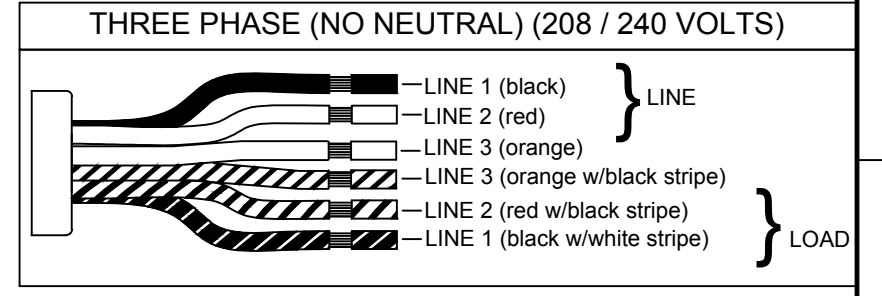 THREE PHASE (NO NEUTRAL) (208 / 240 VOLTS)
LINE 1 (black)
LINE 2 (red)
LINE 3 (orange)
LINE
LINE 3 (orange w/black stripe)
LINE 2 (red w/black stripe)
LINE 1 (black w/white stripe)
LOAD